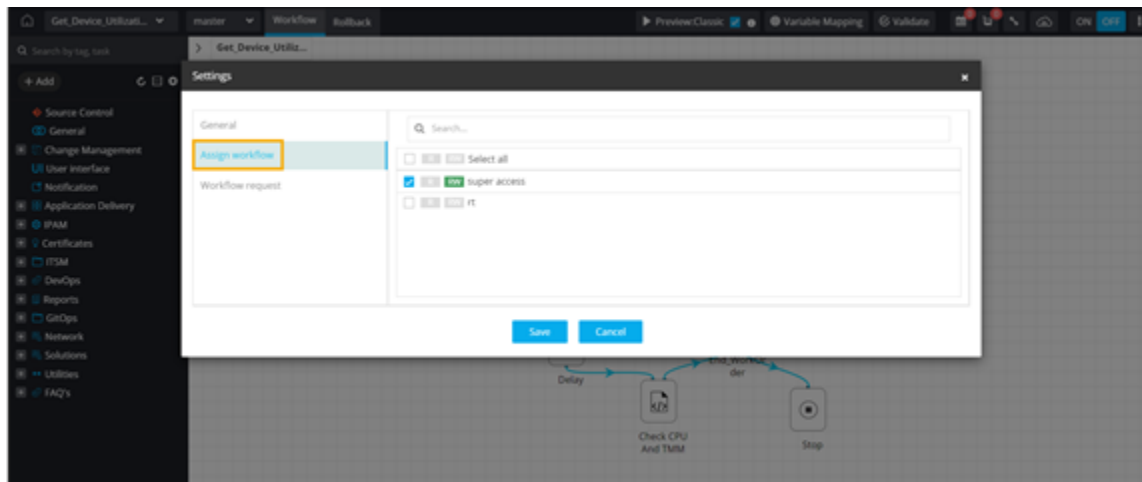 Get_Device_Utilizati...
master
Workflow
Rollback
Preview:Classic
Variable Mapping
Validate
ON OFF
Search by tag, task
Get_Device_Utiliz...
+ Add
Settings
Source Control
General
Change Management
User Interface
Notification
Application Delivery
IPAM
Certificates
ITSM
DevOps
Reports
GitOps
Network
Solutions
Utilities
FAQ's
General
Assign workflow
Workflow request
Search...
Select all
RW super access
rt
Save
Cancel
Delay
der
Check CPU
And TMM
Stop